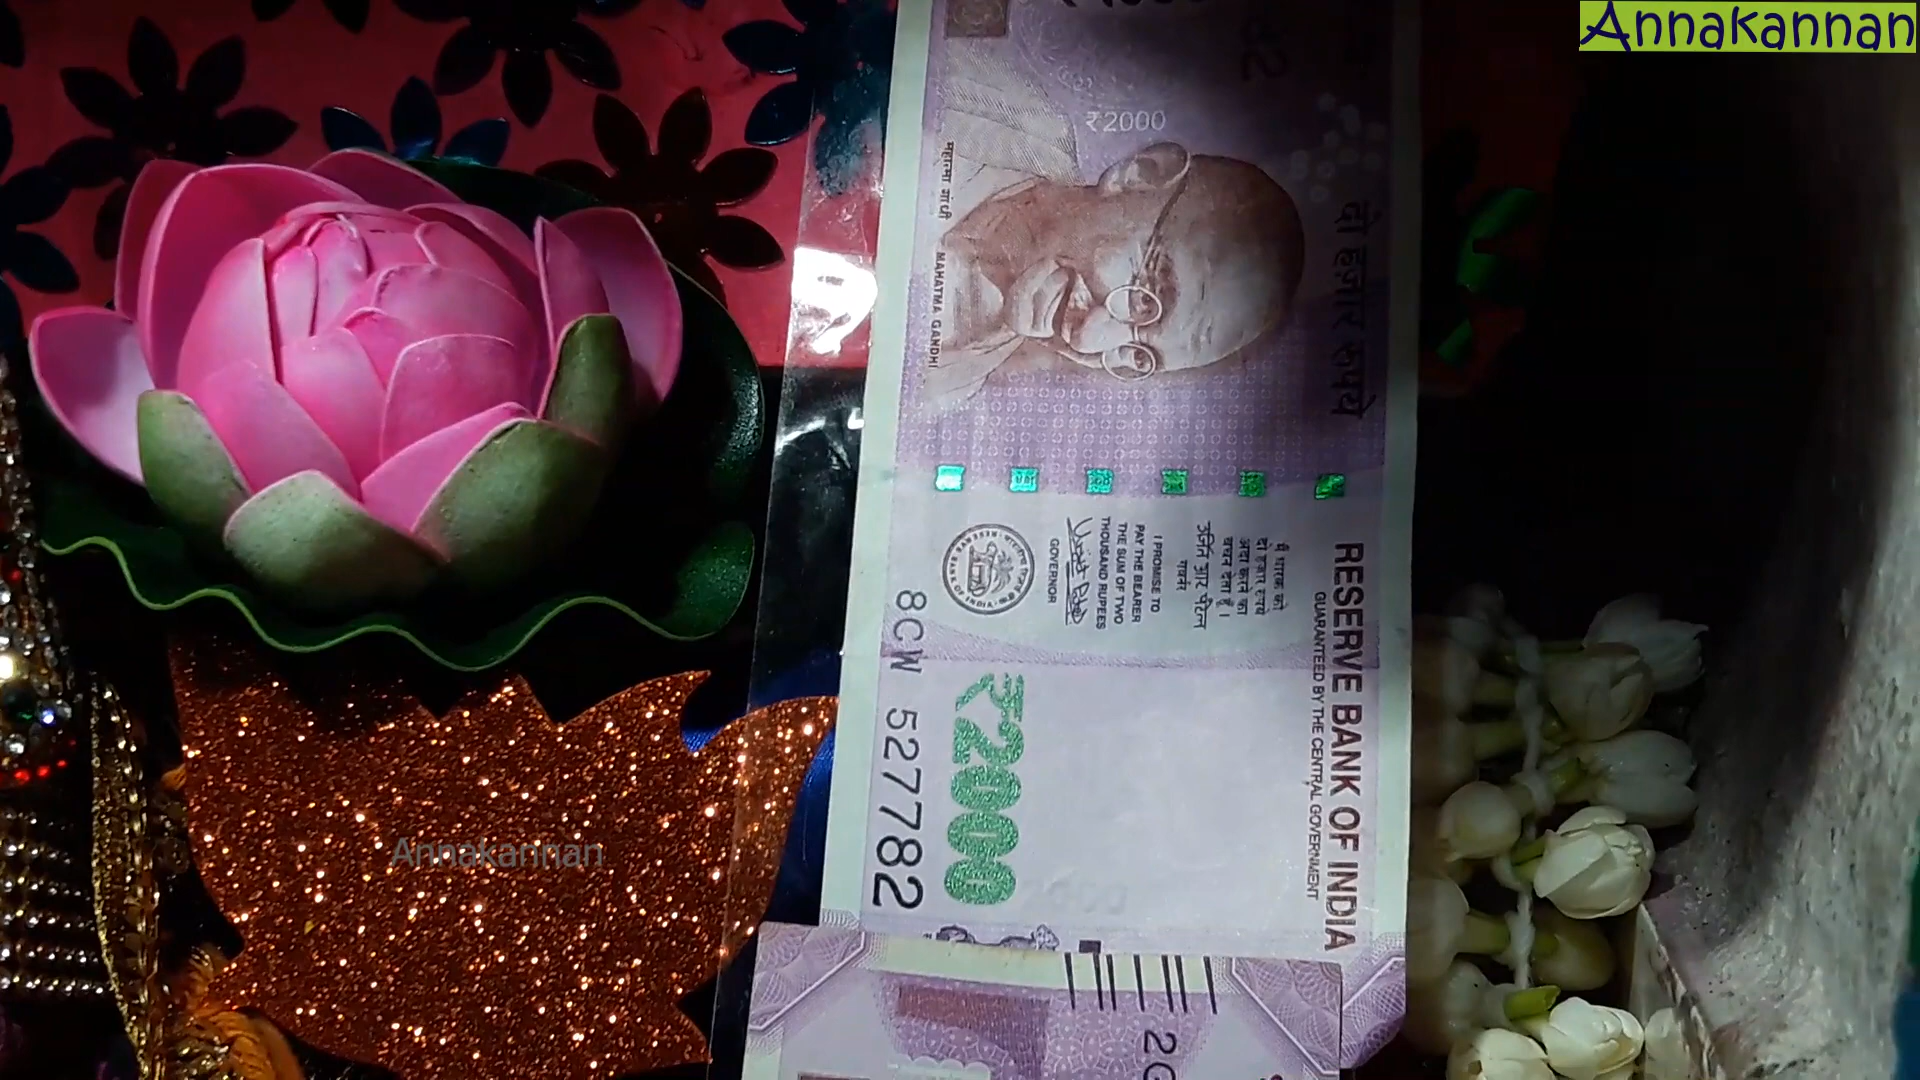 Annakannan
₹2000
महात्मा गांधी
MAHATMA GANDHI
दो हज़ार रुपये
RESERVE BANK OF INDIA
GUARANTEED BY THE CENTRAL GOVERNMENT
मैं धारक को
दो हजार रुपये
अदा करने का
वचन देता हूँ।
गवर्नर
I PROMISE TO
PAY THE BEARER
THE SUM OF TWO
THOUSAND RUPEES
GOVERNOR
₹2000
8CW 527782
Annakannan